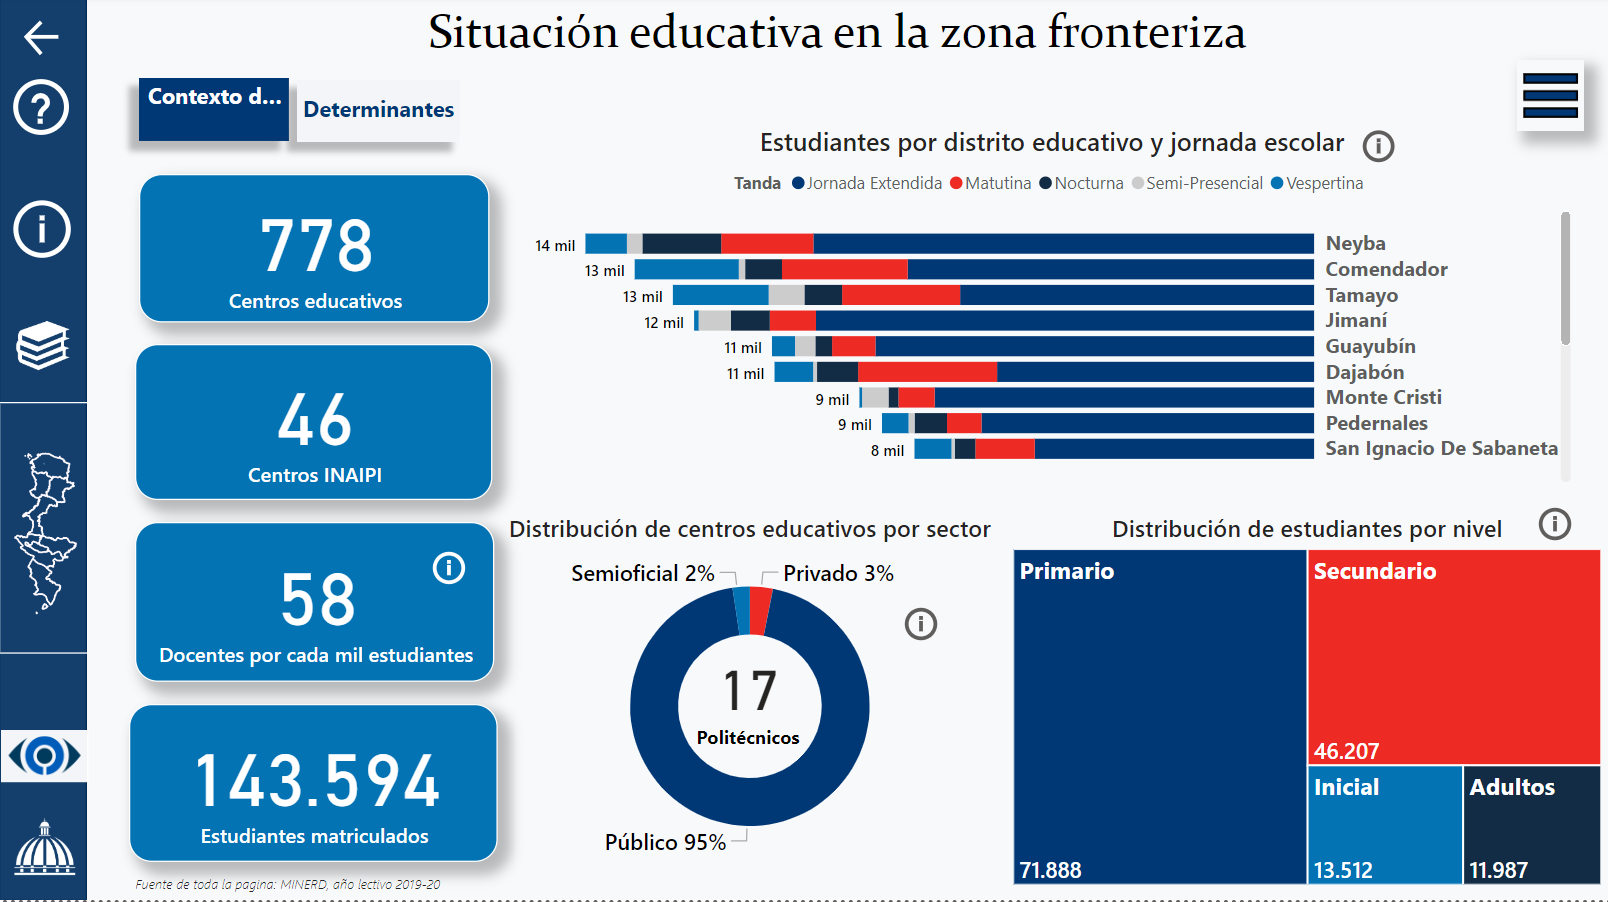 Situación educativa en la zona fronteriza
Contexto d...
Determinantes
778
Centros educativos
46
Centros INAIPI
58
Docentes por cada mil estudiantes
143.594
Estudiantes matriculados
Fuente de toda la pagina: MINERD, año lectivo 2019-20
Estudiantes por distrito educativo y jornada escolar
Tanda Jornada Extendida Matutina Nocturna Semi-Presencial Vespertina
14 mil Neyba
13 mil Comendador
13 mil Tamayo
12 mil Jimaní
11 mil Guayubín
11 mil Dajabón
9 mil Monte Cristi
9 mil Pedernales
8 mil San Ignacio De Sabaneta
Distribución de centros educativos por sector
Semioficial 2% Privado 3%
17
Politécnicos
Público 95%
Distribución de estudiantes por nivel
Primario
71.888
Secundario
46.207
Inicial
13.512
Adultos
11.987